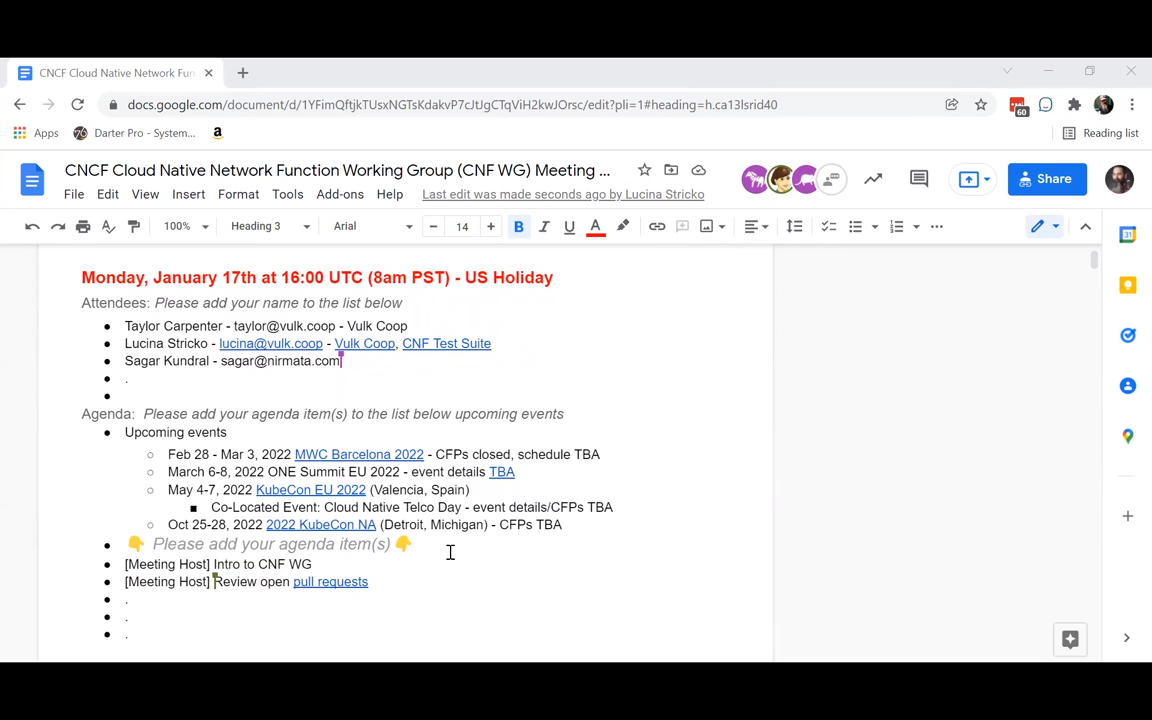 CNCF Cloud Native Network Fun
docs.google.com/document/d/1YFimQftjkTUsxNGTsKdakvP7cJtUgCTqViH2kwJOrsc/edit?pli=1#heading=h.ca13lsrid40
60
Apps
Darter Pro - System...
Reading list
CNCF Cloud Native Network Function Working Group (CNF WG) Meeting ...
Share
File Edit View Insert Format Tools Add-ons Help Last edit was made seconds ago by Lucina Stricko
100% Heading 3 Arial 14 B I U A
31
Monday, January 17th at 16:00 UTC (8am PST) - US Holiday
Attendees: Please add your name to the list below
Taylor Carpenter - taylor@vulk.coop - Vulk Coop
Lucina Stricko - lucina@vulk.coop - Vulk Coop, CNF Test Suite
Sagar Kundral - sagar@nirmata.com
.
Agenda: Please add your agenda item(s) to the list below upcoming events
Upcoming events
Feb 28 - Mar 3, 2022 MWC Barcelona 2022 - CFPs closed, schedule TBA
March 6-8, 2022 ONE Summit EU 2022 - event details TBA
May 4-7, 2022 KubeCon EU 2022 (Valencia, Spain)
Co-Located Event: Cloud Native Telco Day - event details/CFPs TBA
Oct 25-28, 2022 2022 KubeCon NA (Detroit, Michigan) - CFPs TBA
👇 Please add your agenda item(s) 👇
[Meeting Host] Intro to CNF WG
[Meeting Host] Review open pull requests
.
.
.